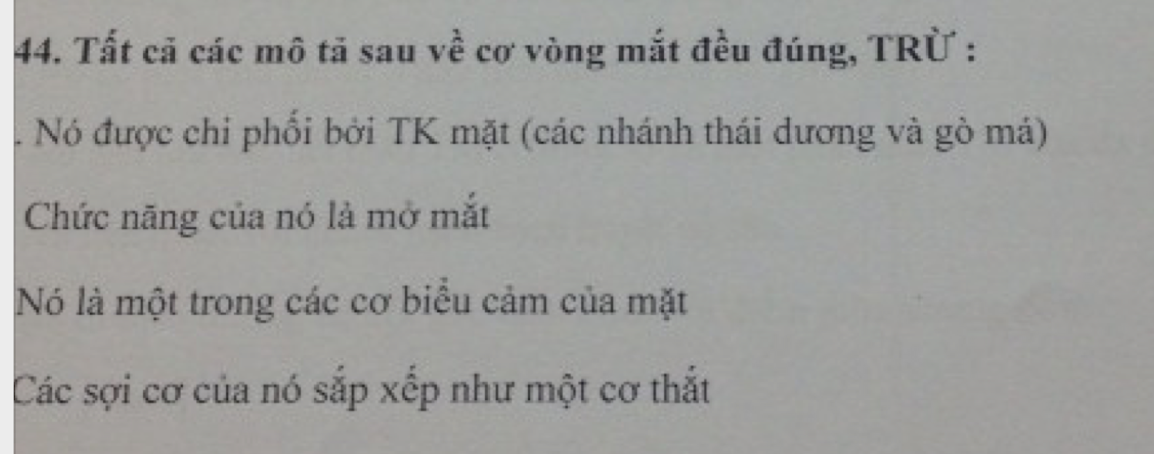 44. Tất cả các mô tả sau về cơ vòng mắt đều đúng, TRỪ :
. Nó được chi phối bởi TK mặt (các nhánh thái dương và gò má)
Chức năng của nó là mở mắt
Nó là một trong các cơ biểu cảm của mặt
Các sợi cơ của nó sắp xếp như một cơ thắt